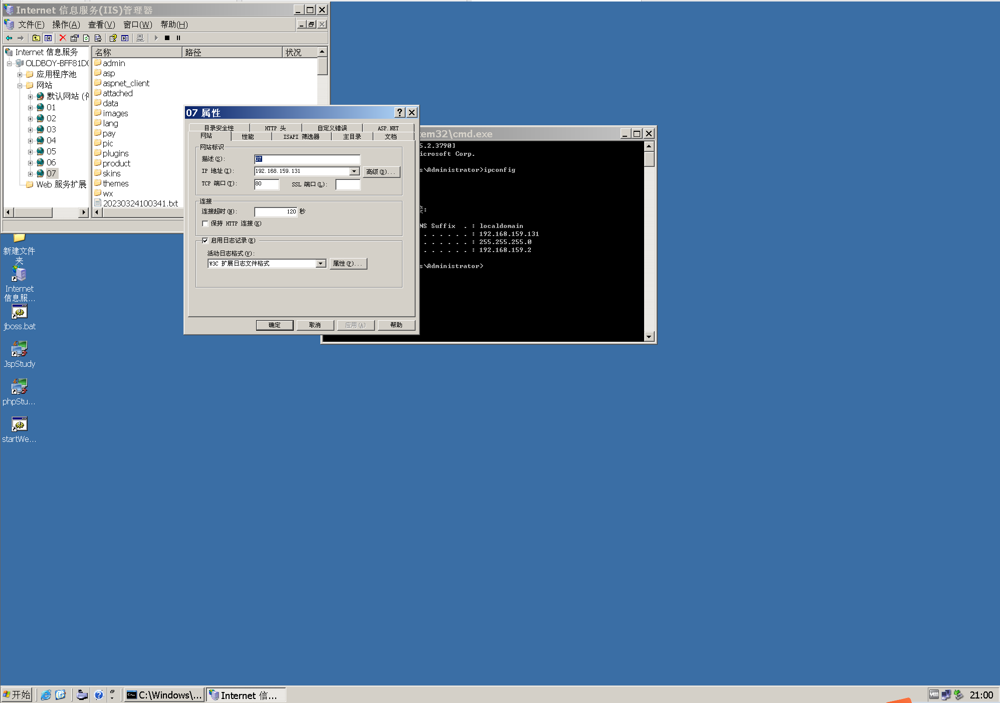 Internet 信息服务(IIS)管理器
文件(F) 操作(A) 查看(V) 窗口(W) 帮助(H)
Internet 信息服务
OLDBOY-BFF81D
应用程序池
网站
默认网站
01
02
03
04
05
06
07
Web 服务扩展
名称 路径 状况
admin
asp
aspnet_client
attached
data
images
lang
pay
pic
plugins
product
skins
themes
wx
20230324100341.txt
07 属性
目录安全性 HTTP 头 自定义错误 ASP.NET
网站 性能 ISAPI 筛选器 主目录 文档
网站标识
描述(S): 07
IP 地址(I): 192.168.159.131 高级(D)...
TCP 端口(T): 80 SSL 端口(L):
连接
连接超时(N): 120 秒
保持 HTTP 连接(K)
启用日志记录(E)
活动日志格式(V):
W3C 扩展日志文件格式 属性(P)...
确定 取消 应用(A) 帮助
em32\cmd.exe
5.2.3790]
icrosoft Corp.
s\Administrator>ipconfig
NS Suffix . : localdomain
. . . . . . : 192.168.159.131
. . . . . . : 255.255.255.0
. . . . . . : 192.168.159.2
s\Administrator>
新建文件
夹
Internet
信息服...
jboss.bat
JspStudy
phpStu...
startWe...
开始
C:\Windows\...
Internet 信...
vm
21:00